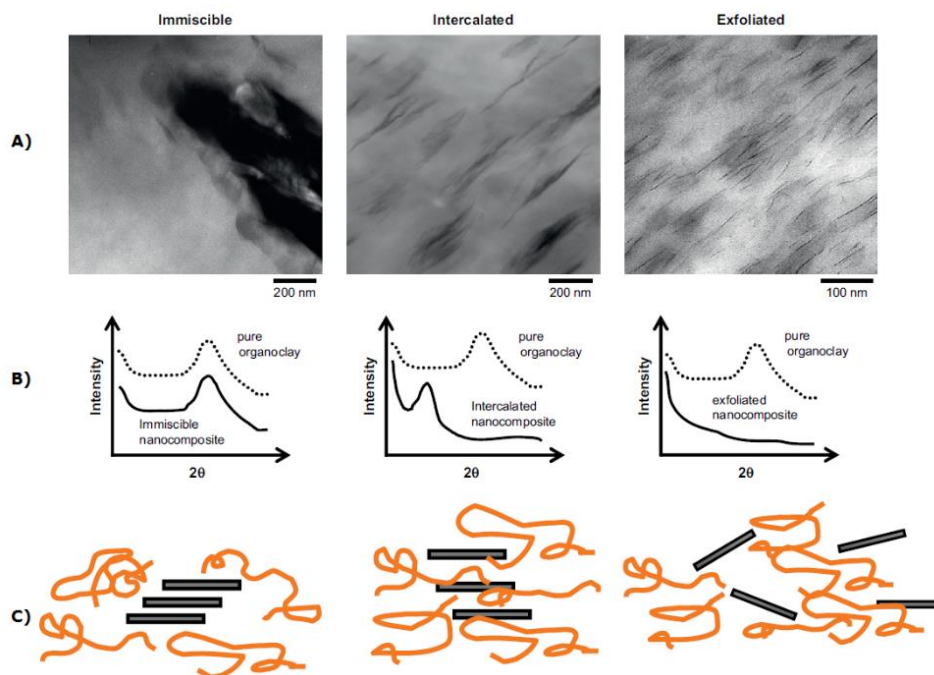 Immiscible
Intercalated
Exfoliated
A)
200 nm
200 nm
100 nm
B)
Intensity
pure
organoclay
Immiscible
nanocomposite
2θ
Intensity
pure
organoclay
Intercalated
nanocomposite
2θ
Intensity
pure
organoclay
exfoliated
nanocomposite
2θ
C)